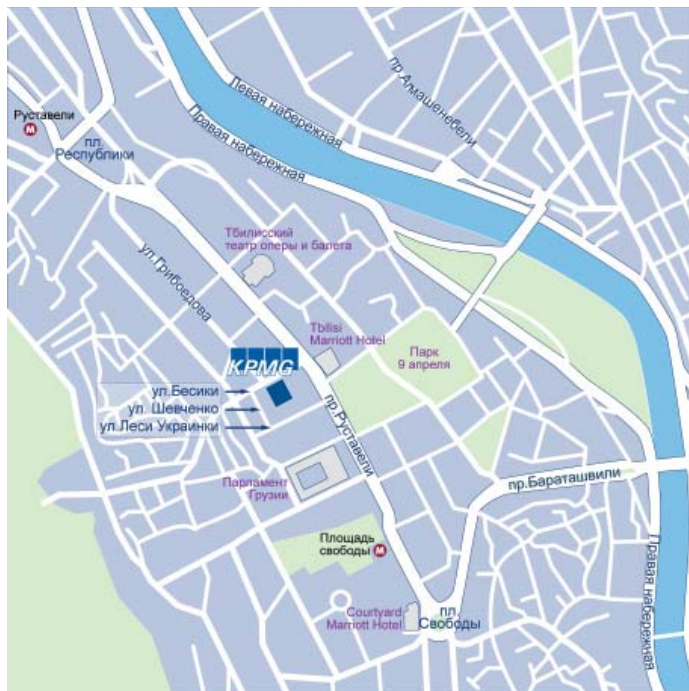 пр.Агмашенебели
Левая набережная
Правая набережная
Руставели
М
пл.
Республики
Тбилисский
театр оперы и балета
ул.Грибоедова
Tbilisi
Marriott Hotel
Парк
9 апреля
KPMG
ул.Бесики
ул. Шевченко
ул.Леси Украинки
пр.Руставели
Парламент
Грузии
пр.Бараташвили
Площадь
свободы
М
Правая набережная
Courtyard
Marriott Hotel
пл.
Свободы